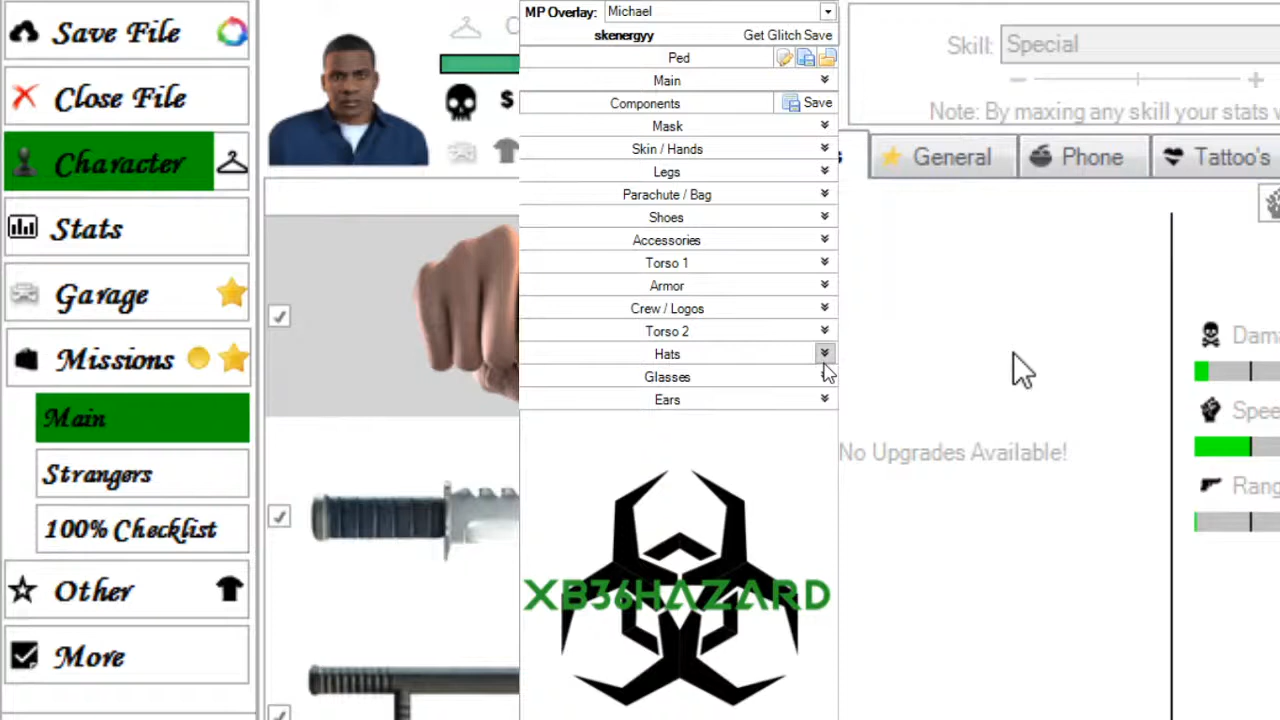 Save File
Close File
Character
Stats
Garage
Missions
Main
Strangers
100% Checklist
Other
More
$
MP Overlay: Michael
skenergyy Get Glitch Save
Ped
Main
Components Save
Mask
Skin / Hands
Legs
Parachute / Bag
Shoes
Accessories
Torso 1
Armor
Crew / Logos
Torso 2
Hats
Glasses
Ears
XB36HAZARD
Skill: Special
Note: By maxing any skill your stats
General Phone Tattoo's
No Upgrades Available!